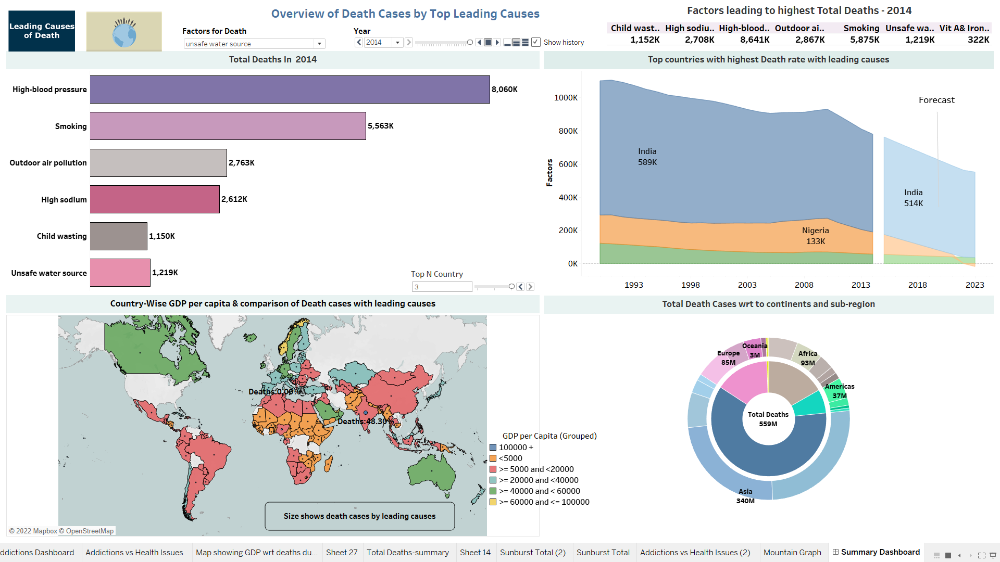 Leading Causes
of Death
Overview of Death Cases by Top Leading Causes
Factors for Death
unsafe water source
Year
2014
Show history
Factors leading to highest Total Deaths - 2014
Child wast.. High sodiu.. High-blood.. Outdoor ai.. Smoking Unsafe wa.. Vit A& Iron..
1,152K 2,708K 8,641K 2,867K 5,875K 1,219K 322K
Total Deaths In 2014
High-blood pressure 8,060K
Smoking 5,563K
Outdoor air pollution 2,763K
High sodium 2,612K
Child wasting 1,150K
Unsafe water source 1,219K
Top N Country
3
Top countries with highest Death rate with leading causes
Factors
1000K
800K
600K
400K
200K
0K
Forecast
India
589K
India
514K
Nigeria
133K
1993 1998 2003 2008 2013 2018 2023
Country-Wise GDP per capita & comparison of Death cases with leading causes
Deaths:0.00%
Deaths:48.30%
GDP per Capita (Grouped)
100000 +
<5000
>= 5000 and <20000
>= 20000 and <40000
>= 40000 and < 60000
>= 60000 and <= 100000
Size shows death cases by leading causes
© 2022 Mapbox © OpenStreetMap
Total Death Cases wrt to continents and sub-region
Oceania
3M
Europe
85M
Africa
93M
Americas
37M
Total Deaths
559M
Asia
340M
ddictions Dashboard Addictions vs Health Issues Map showing GDP wrt deaths du... Sheet 27 Total Deaths-summary Sheet 14 Sunburst Total (2) Sunburst Total Addictions vs Health Issues (2) Mountain Graph Summary Dashboard